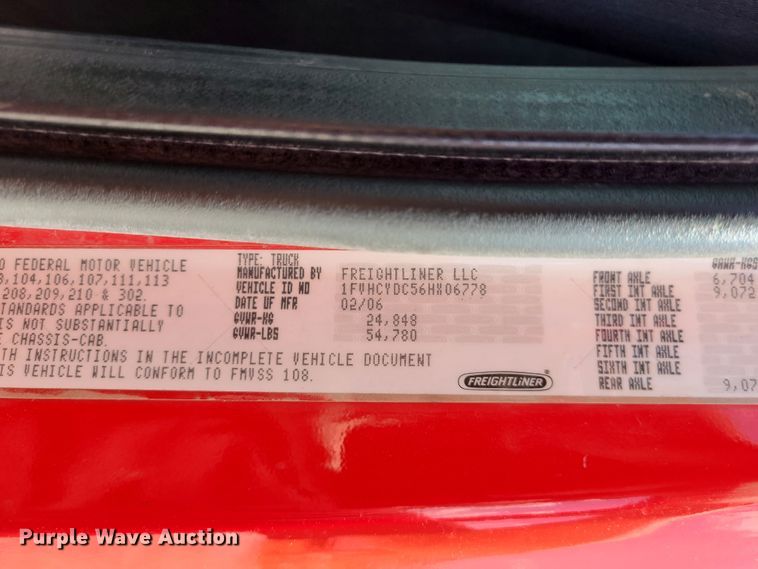 O FEDERAL MOTOR VEHICLE
,104,106,107,111,113
208,209,210 & 302.
TANDARDS APPLICABLE TO
IS NOT SUBSTANTIALLY
CHASSIS-CAB.
TH INSTRUCTIONS IN THE INCOMPLETE VEHICLE DOCUMENT
IS VEHICLE WILL CONFORM TO FMVSS 108.
TYPE: TRUCK
MANUFACTURED BY FREIGHTLINER LLC
VEHICLE ID NO 1FVHCYDC56HX06778
DATE OF MFR 02/06
GVWR-KG 24,848
GVWR-LBS 54,780
FREIGHTLINER
GAWR-KGS
FRONT AXLE 6,704
FIRST INT AXLE 9,072
SECOND INT AXLE
THIRD INT AXLE
FOURTH INT AXLE
FIFTH INT AXLE
SIXTH INT AXLE
REAR AXLE 9,07
Purple Wave Auction